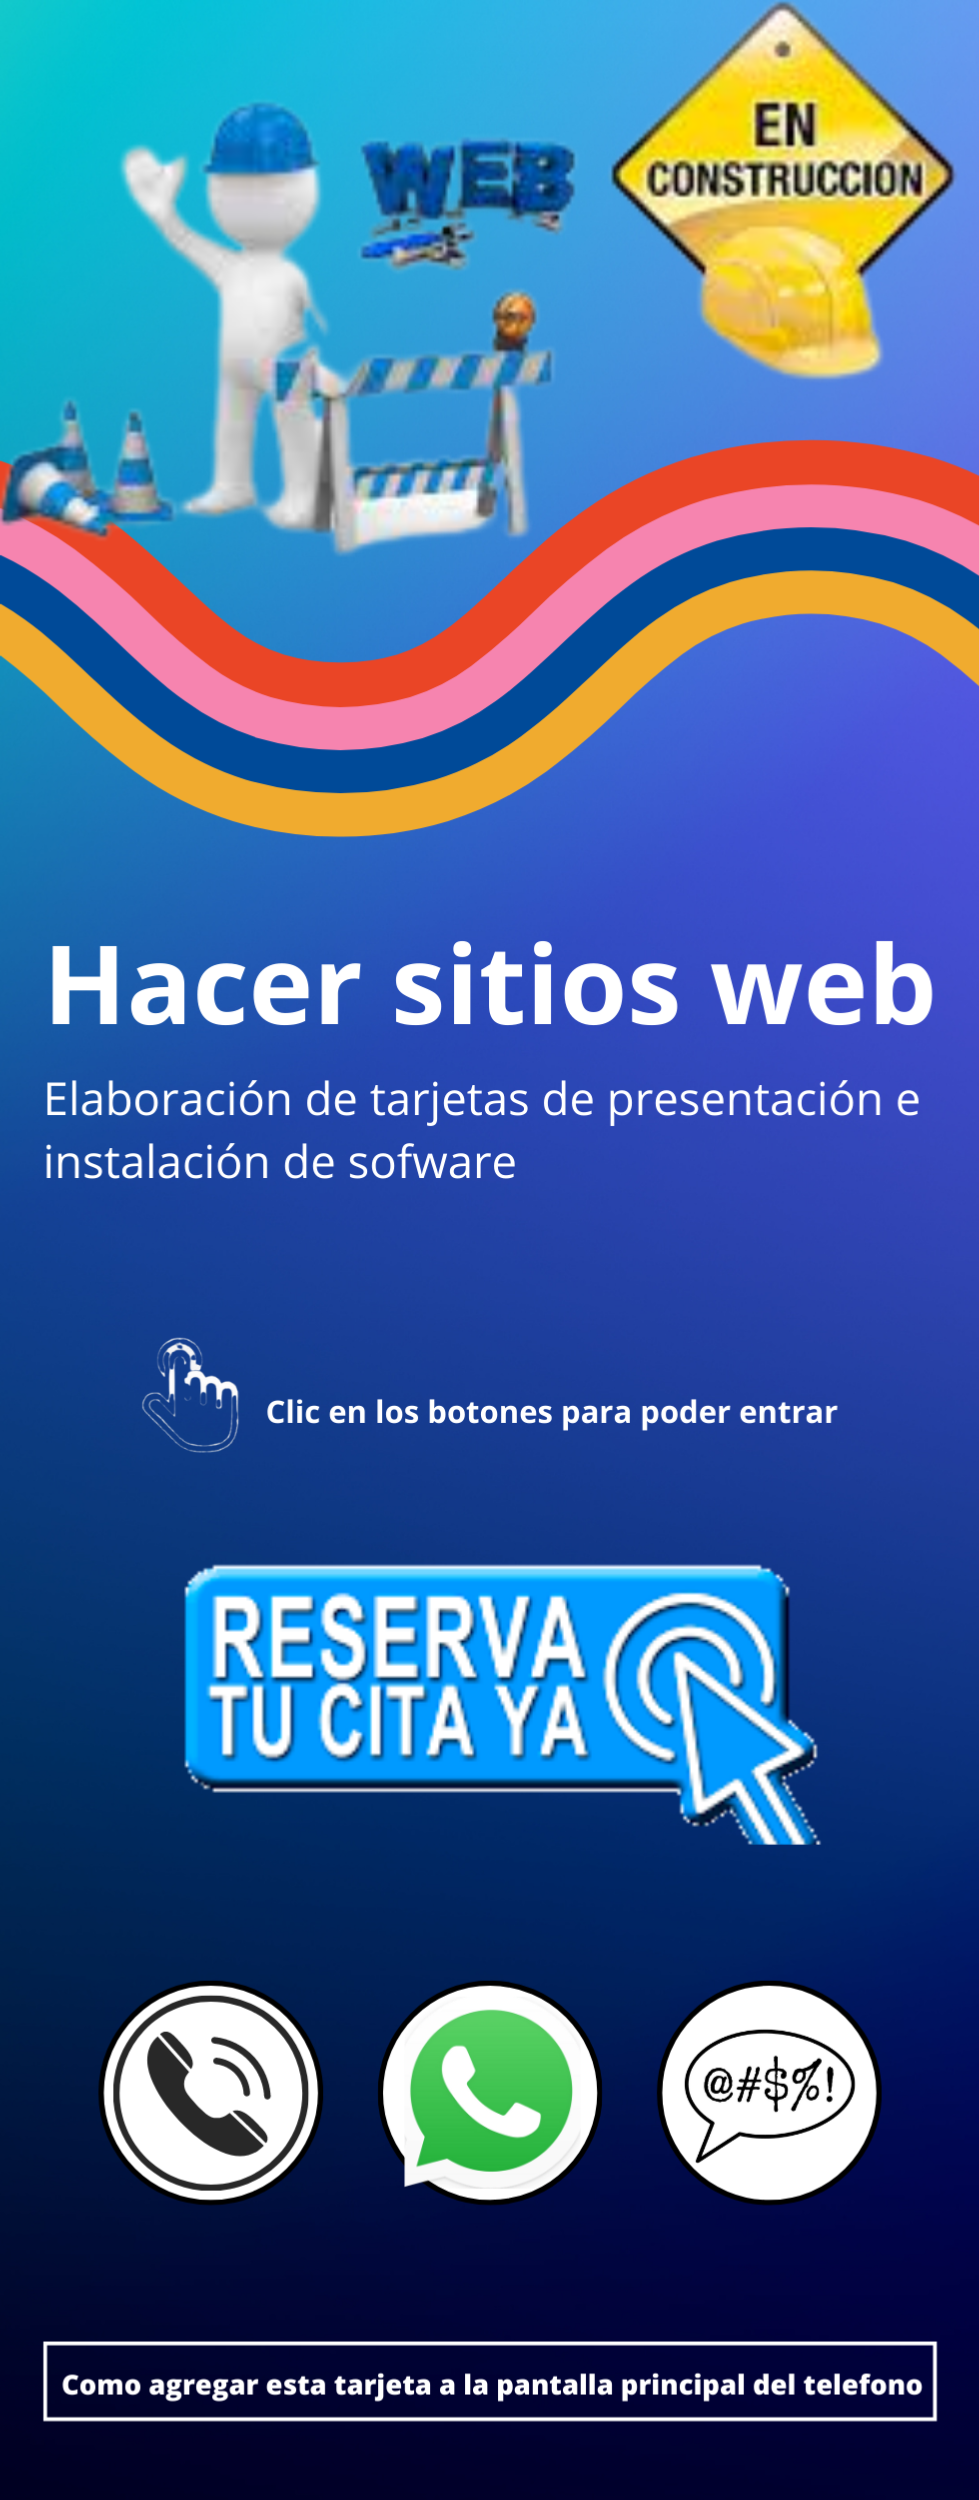 WEB
EN
CONSTRUCCION
Hacer sitios web
Elaboración de tarjetas de presentación e
instalación de sofware
Clic en los botones para poder entrar
RESERVA
TU CITA YA
@#$%!
Como agregar esta tarjeta a la pantalla principal del telefono